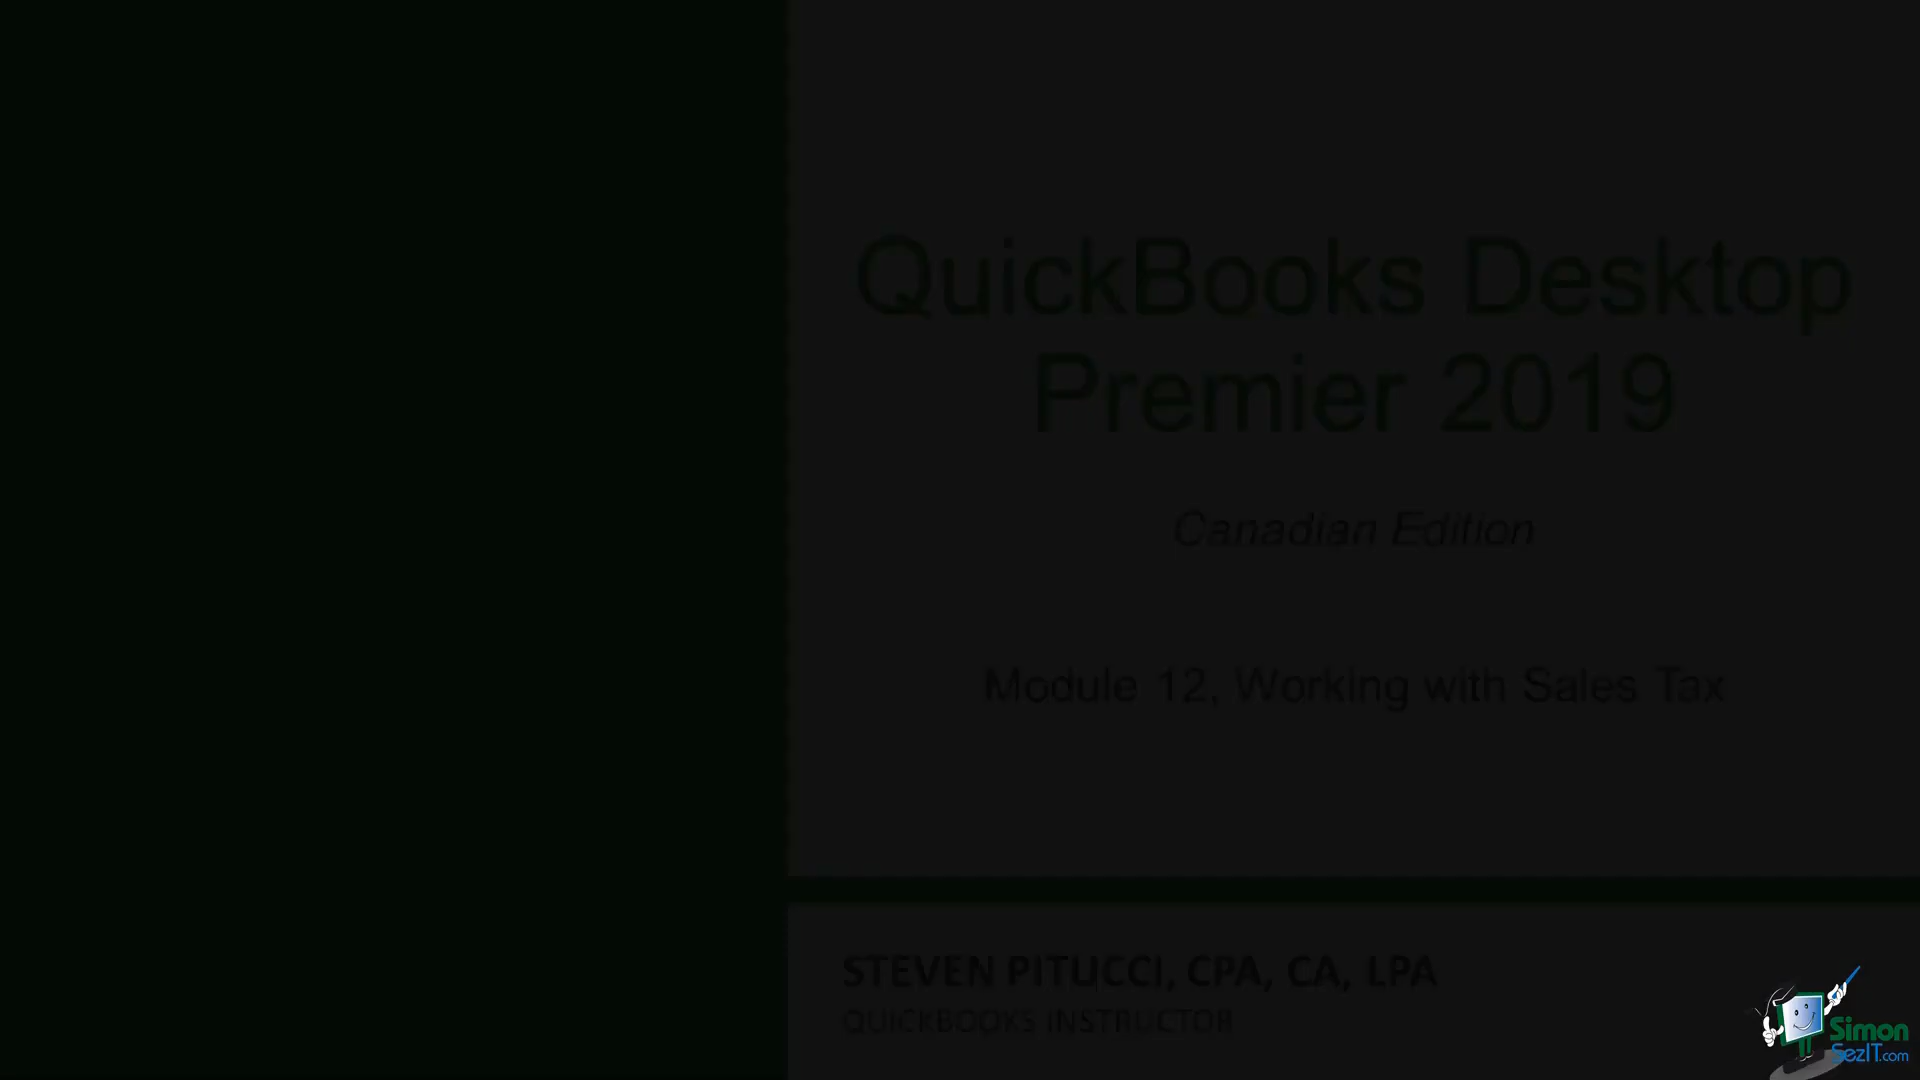 QuickBooks Desktop
Premier 2019
Canadian Edition
Module 12, Working with Sales Tax
STEVEN PITUCCI, CPA, CA, LPA
QUICKBOOKS INSTRUCTOR
Simon
SezIT.com